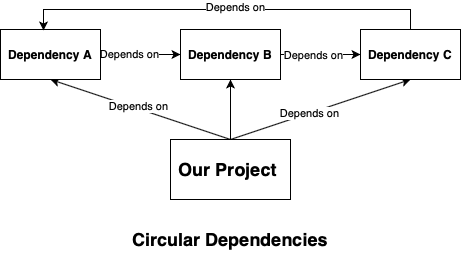 Depends on
Dependency A
Depends on
Dependency B
Depends on
Dependency C
Depends on
Depends on
Our Project
Circular Dependencies